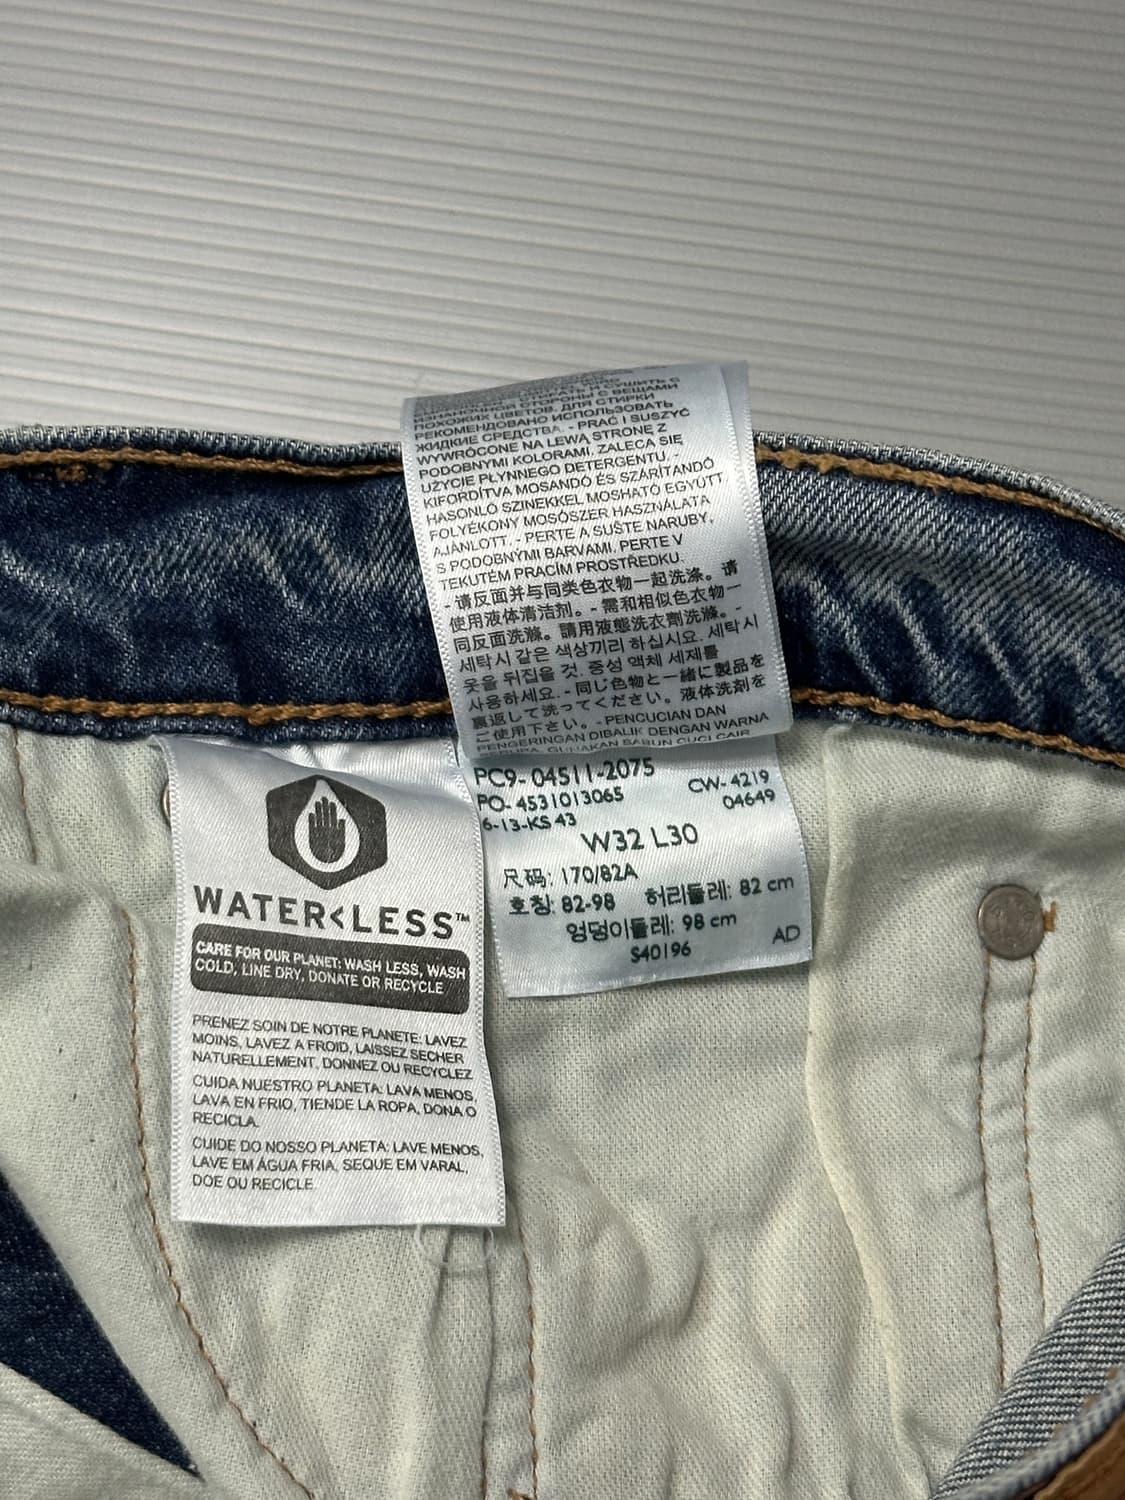 СУШИТЬ С
ИЗНАНОЧНОЙ СТОРОНЫ С ВЕЩАМИ
ПОХОЖИХ ЦВЕТОВ. ДЛЯ СТИРКИ
РЕКОМЕНДОВАНО ИСПОЛЬЗОВАТЬ
ЖИДКИЕ СРЕДСТВА. - PRAĆ I SUSZYĆ
WYWRÓCONE NA LEWĄ STRONĘ Z
PODOBNYMI KOLORAMI. ZALECA SIĘ
UŻYCIE PŁYNNEGO DETERGENTU. -
KIFORDÍTVA MOSANDÓ ÉS SZÁRÍTANDÓ
HASONLÓ SZINEKKEL MOSHATÓ EGYÜTT
FOLYÉKONY MOSÓSZER HASZNÁLATA
AJÁNLOTT. - PERTE A SUŠTE NARUBY,
S PODOBNÝMI BARVAMI. PERTE V
TEKUTÉM PRACÍM PROSTŘEDKU.
- 请反面并与同类色衣物一起洗涤。请
使用液体清洁剂。- 需和相似色衣物一
同反面洗滌。請用液態洗衣劑洗滌. -
세탁시 같은 색상끼리 하십시요. 세탁시
옷을 뒤집을 것. 중성 액체 세제를
사용하세요. - 同じ色物と一緒に製品を
裏返して洗ってください。液体洗剤を
ご使用下さい。- PENCUCIAN DAN
PENGERINGAN DIBALIK DENGAN WARNA
GUNAKAN SABUN CUCI CAIR
PC9-04511-2075
PO-4531013065 CW-4219
6-13-KS 43 04649
W32 L30
尺码: 170/82A
호칭: 82-98 허리둘레: 82 cm
엉덩이둘레: 98 cm
S40196 AD
WATER<LESS™
CARE FOR OUR PLANET: WASH LESS, WASH
COLD, LINE DRY, DONATE OR RECYCLE
PRENEZ SOIN DE NOTRE PLANETE: LAVEZ
MOINS, LAVEZ A FROID, LAISSEZ SECHER
NATURELLEMENT, DONNEZ OU RECYCLEZ
CUIDA NUESTRO PLANETA: LAVA MENOS,
LAVA EN FRIO, TIENDE LA ROPA, DONA O
RECICLA.
CUIDE DO NOSSO PLANETA: LAVE MENOS,
LAVE EM ÁGUA FRIA, SEQUE EM VARAL,
DOE OU RECICLE.